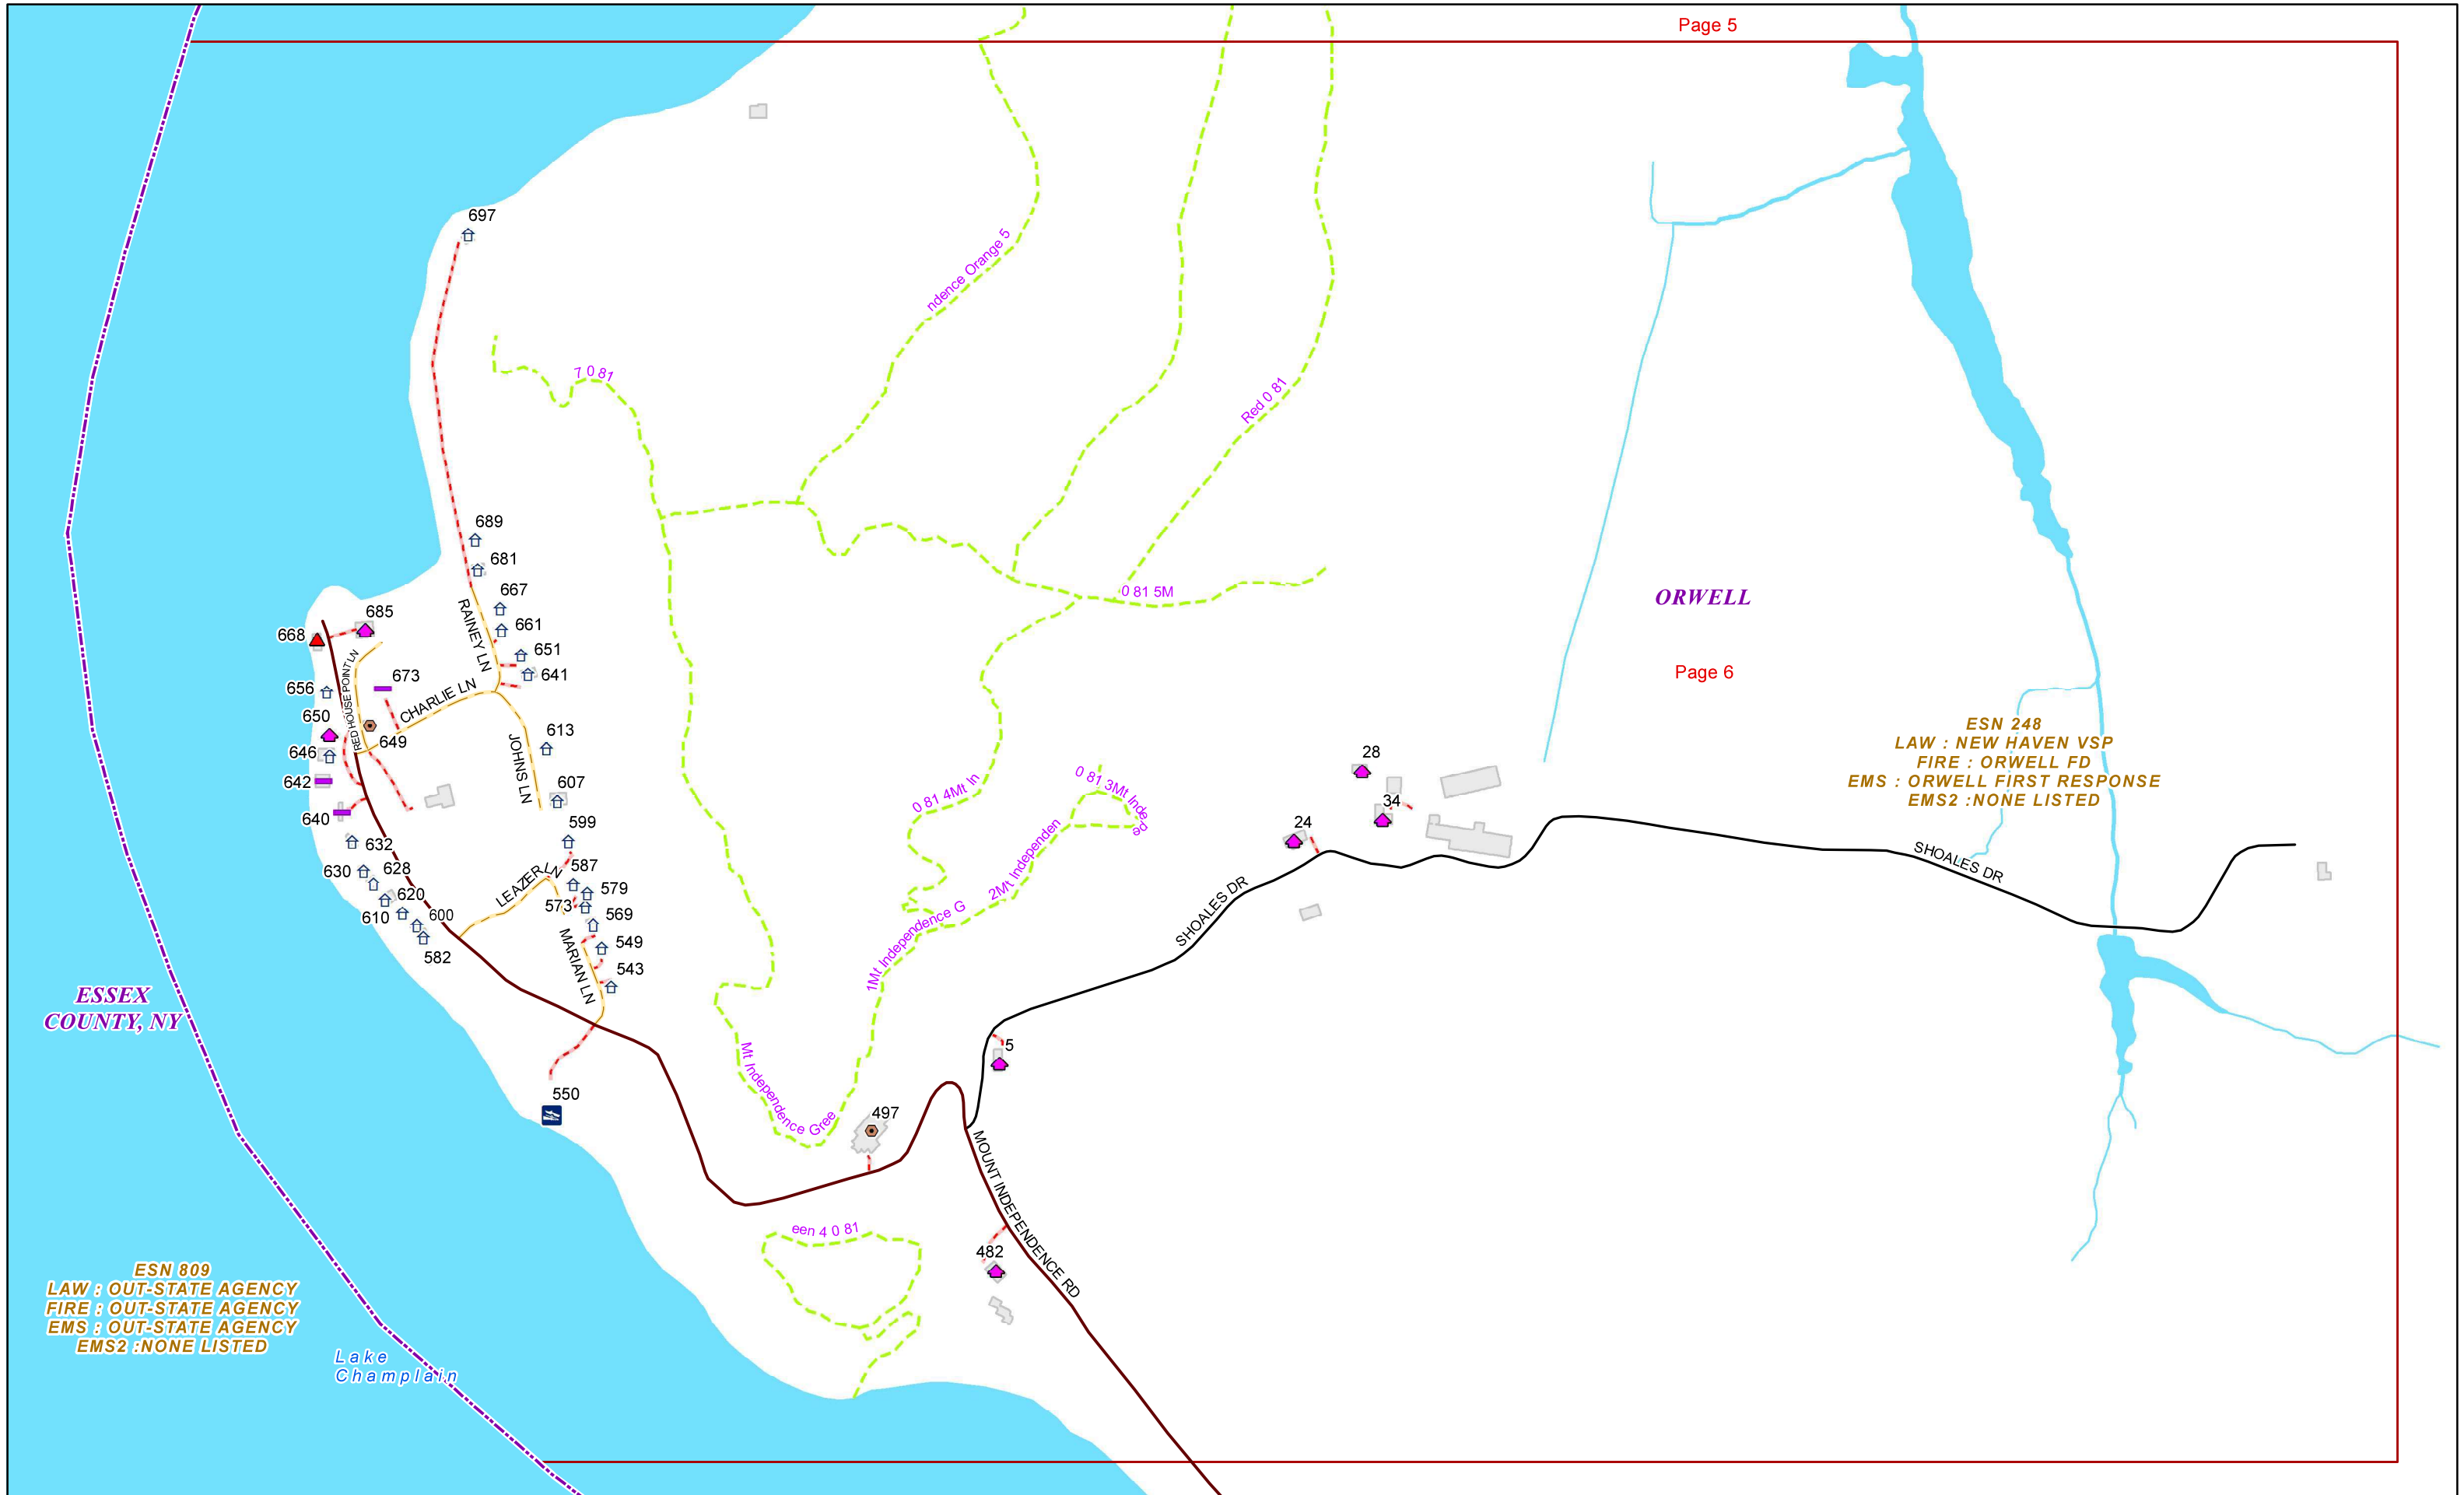 Page 5
697
ndence Orange 5
7 0 81
Red 0 81
689
681
667
661
651
641
RAINEY LN
0 81 5M
ORWELL
Page 6
685
668
656
673
RED HOUSE POINT LN
CHARLIE LN
650
649
646
642
640
613
JOHNS LN
607
599
632
630
628
620
610
600
582
LEAZER LN
587
579
573
569
549
543
MARIAN LN
550
0 81 4Mt In
0 81 3Mt Inde
pe
2Mt Independen
1Mt Independence G
Mt Independence Gree
28
34
24
SHOALES DR
SHOALES DR
ESN 248
LAW : NEW HAVEN VSP
FIRE : ORWELL FD
EMS : ORWELL FIRST RESPONSE
EMS2 :NONE LISTED
ESSEX
COUNTY, NY
5
497
MOUNT INDEPENDENCE RD
een 4 0 81
482
ESN 809
LAW : OUT-STATE AGENCY
FIRE : OUT-STATE AGENCY
EMS : OUT-STATE AGENCY
EMS2 :NONE LISTED
Lake
Champlain